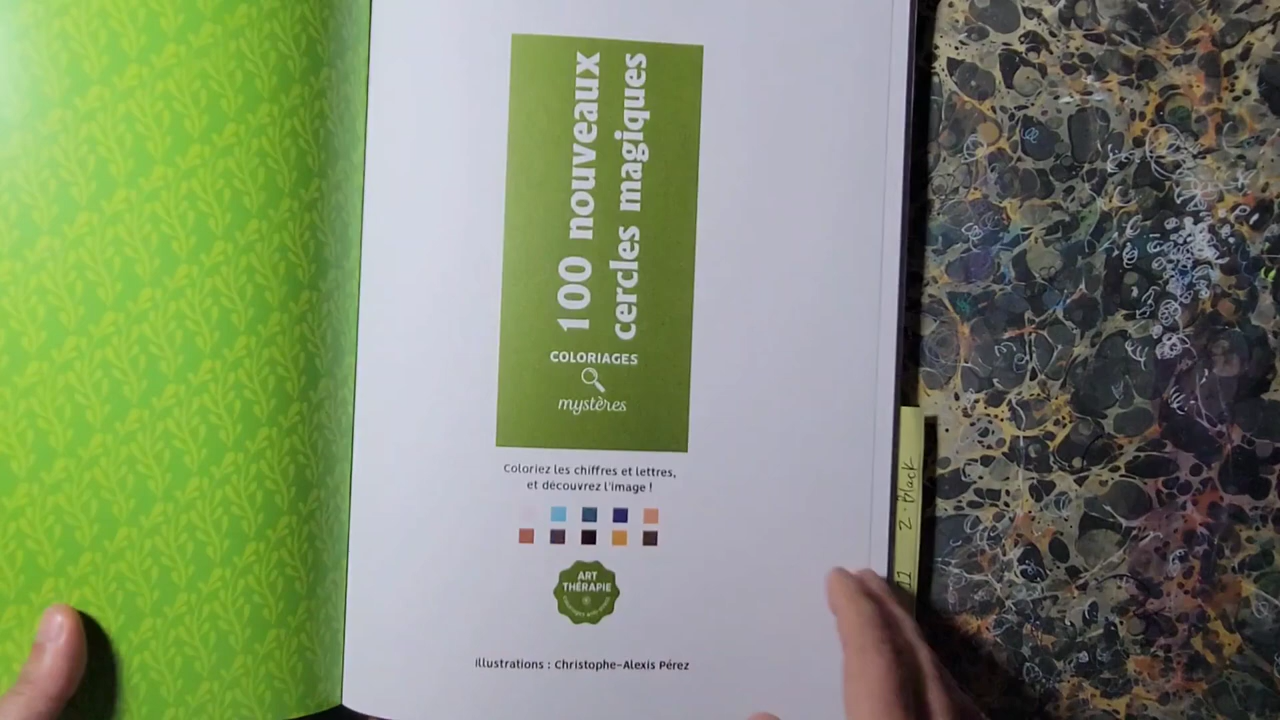 100 nouveaux
cercles magiques
COLORIAGES
mystères
Coloriez les chiffres et lettres,
et découvrez l'image !
ART
THÉRAPIE
Illustrations : Christophe-Alexis Pérez
Z · Black
11